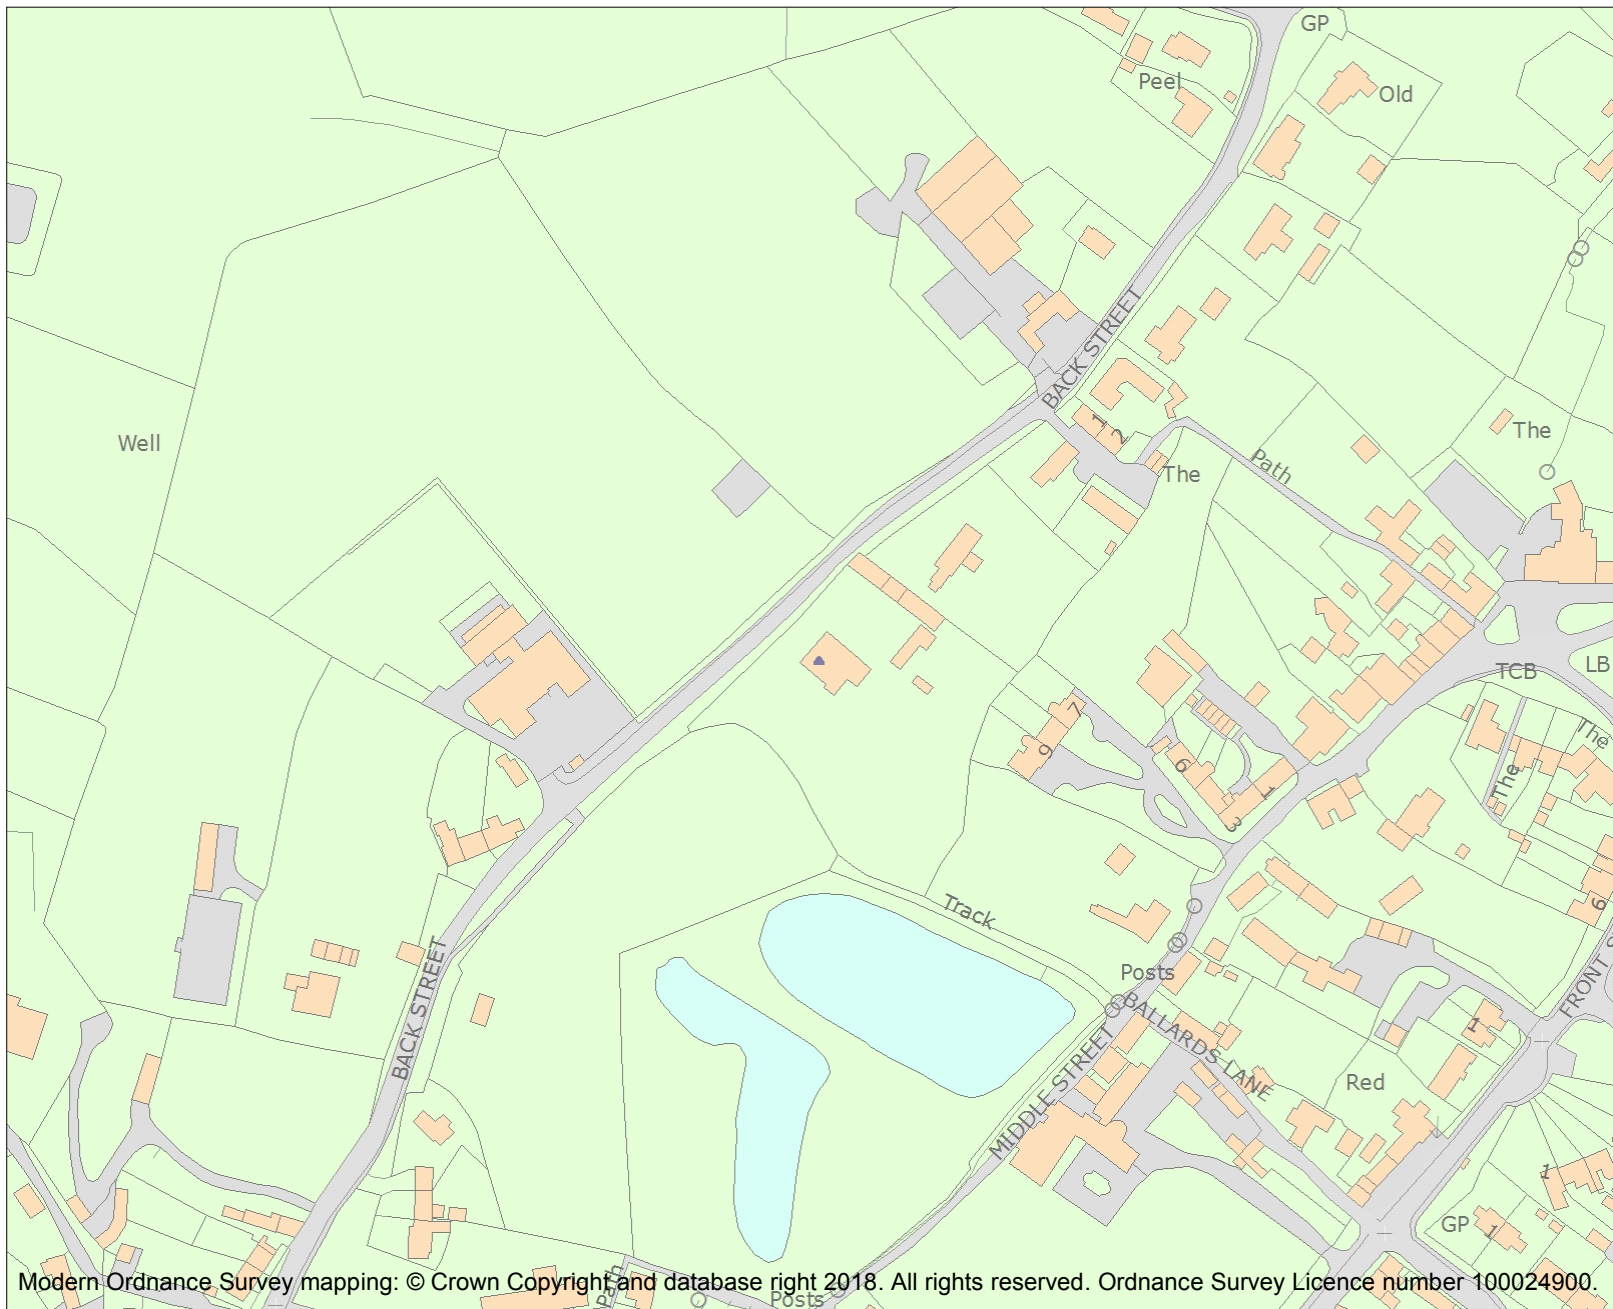 GP
Peel
Old
BACK STREET
Well
1
2
The
The
Path
TCB
LB
The
The
7
9
6
1
3
6
Track
Posts
BACK STREET
BALLARDS LANE
MIDDLE STREET
FRONT S
1
Red
1
GP
1
Path
Posts
Modern Ordnance Survey mapping: © Crown Copyright and database right 2018. All rights reserved. Ordnance Survey Licence number 100024900.